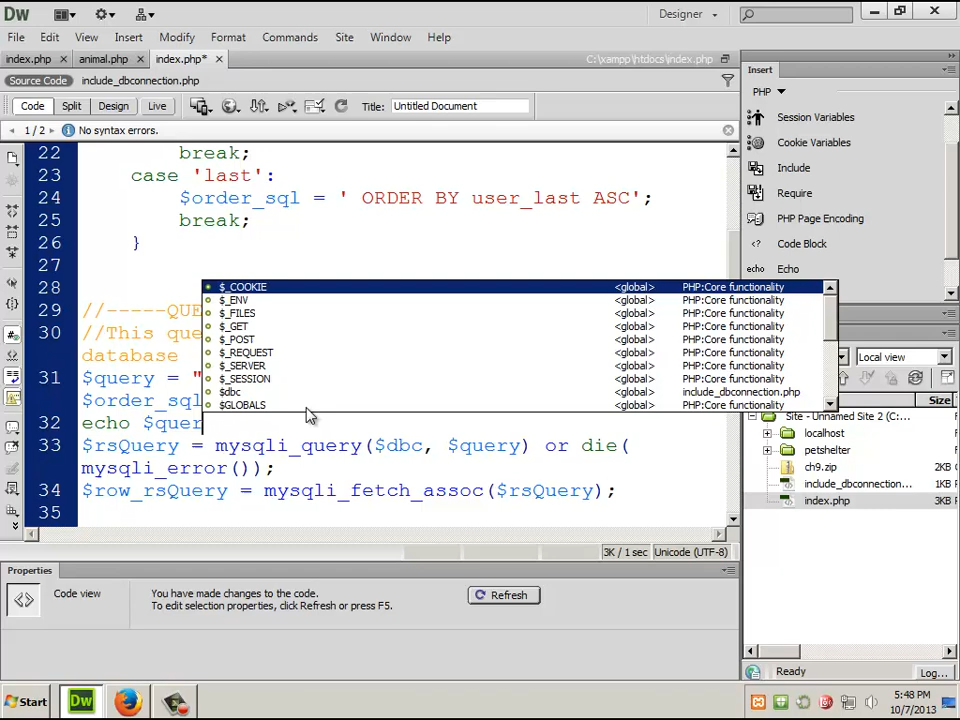 Dw
Designer
File Edit View Insert Modify Format Commands Site Window Help
index.php × animal.php × index.php* ×
C:\xampp\htdocs\index.php
Source Code include_dbconnection.php
Code Split Design Live Title: Untitled Document
1 / 2 No syntax errors.
22 break;
23 case 'last':
24 $order_sql = ' ORDER BY user_last ASC';
25 break;
26 }
27
28
29 //-----QUE
30 //This que
database
31 $query = "
$order_sql
32 echo $quer
33 $rsQuery = mysqli_query($dbc, $query) or die(
mysqli_error());
34 $row_rsQuery = mysqli_fetch_assoc($rsQuery);
35
$_COOKIE <global> PHP:Core functionality
$_ENV <global> PHP:Core functionality
$_FILES <global> PHP:Core functionality
$_GET <global> PHP:Core functionality
$_POST <global> PHP:Core functionality
$_REQUEST <global> PHP:Core functionality
$_SERVER <global> PHP:Core functionality
$_SESSION <global> PHP:Core functionality
$dbc <global> include_dbconnection.php
$GLOBALS <global> PHP:Core functionality
3K / 1 sec Unicode (UTF-8)
Properties
Code view
You have made changes to the code.
To edit selection properties, click Refresh or press F5.
Refresh
Insert
PHP
Session Variables
Cookie Variables
Include
Require
PHP Page Encoding
<? Code Block
echo Echo
Local view
Size
Site - Unnamed Site 2 (Human...
localhost
petshelter
ch9.zip 2KB
include_dbconnection... 1KB
index.php 3KB
Ready
Log...
Start
Dw
5:48 PM
10/7/2013